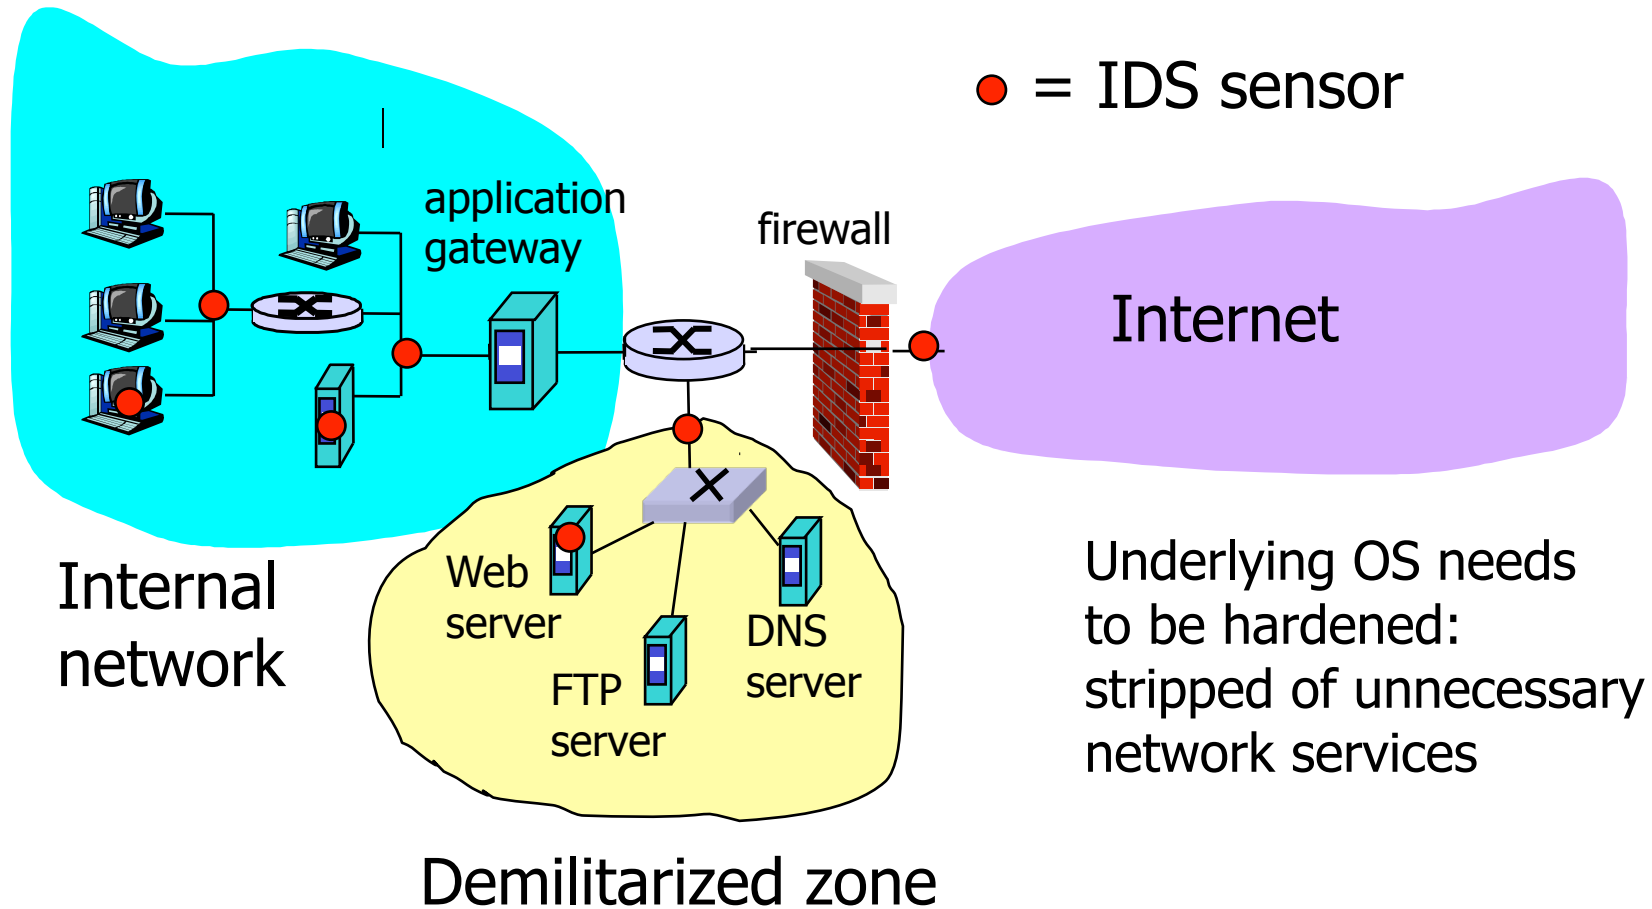 = IDS sensor
application
gateway
firewall
Internet
Internal
network
Web
server
FTP
server
DNS
server
Underlying OS needs
to be hardened:
stripped of unnecessary
network services
Demilitarized zone